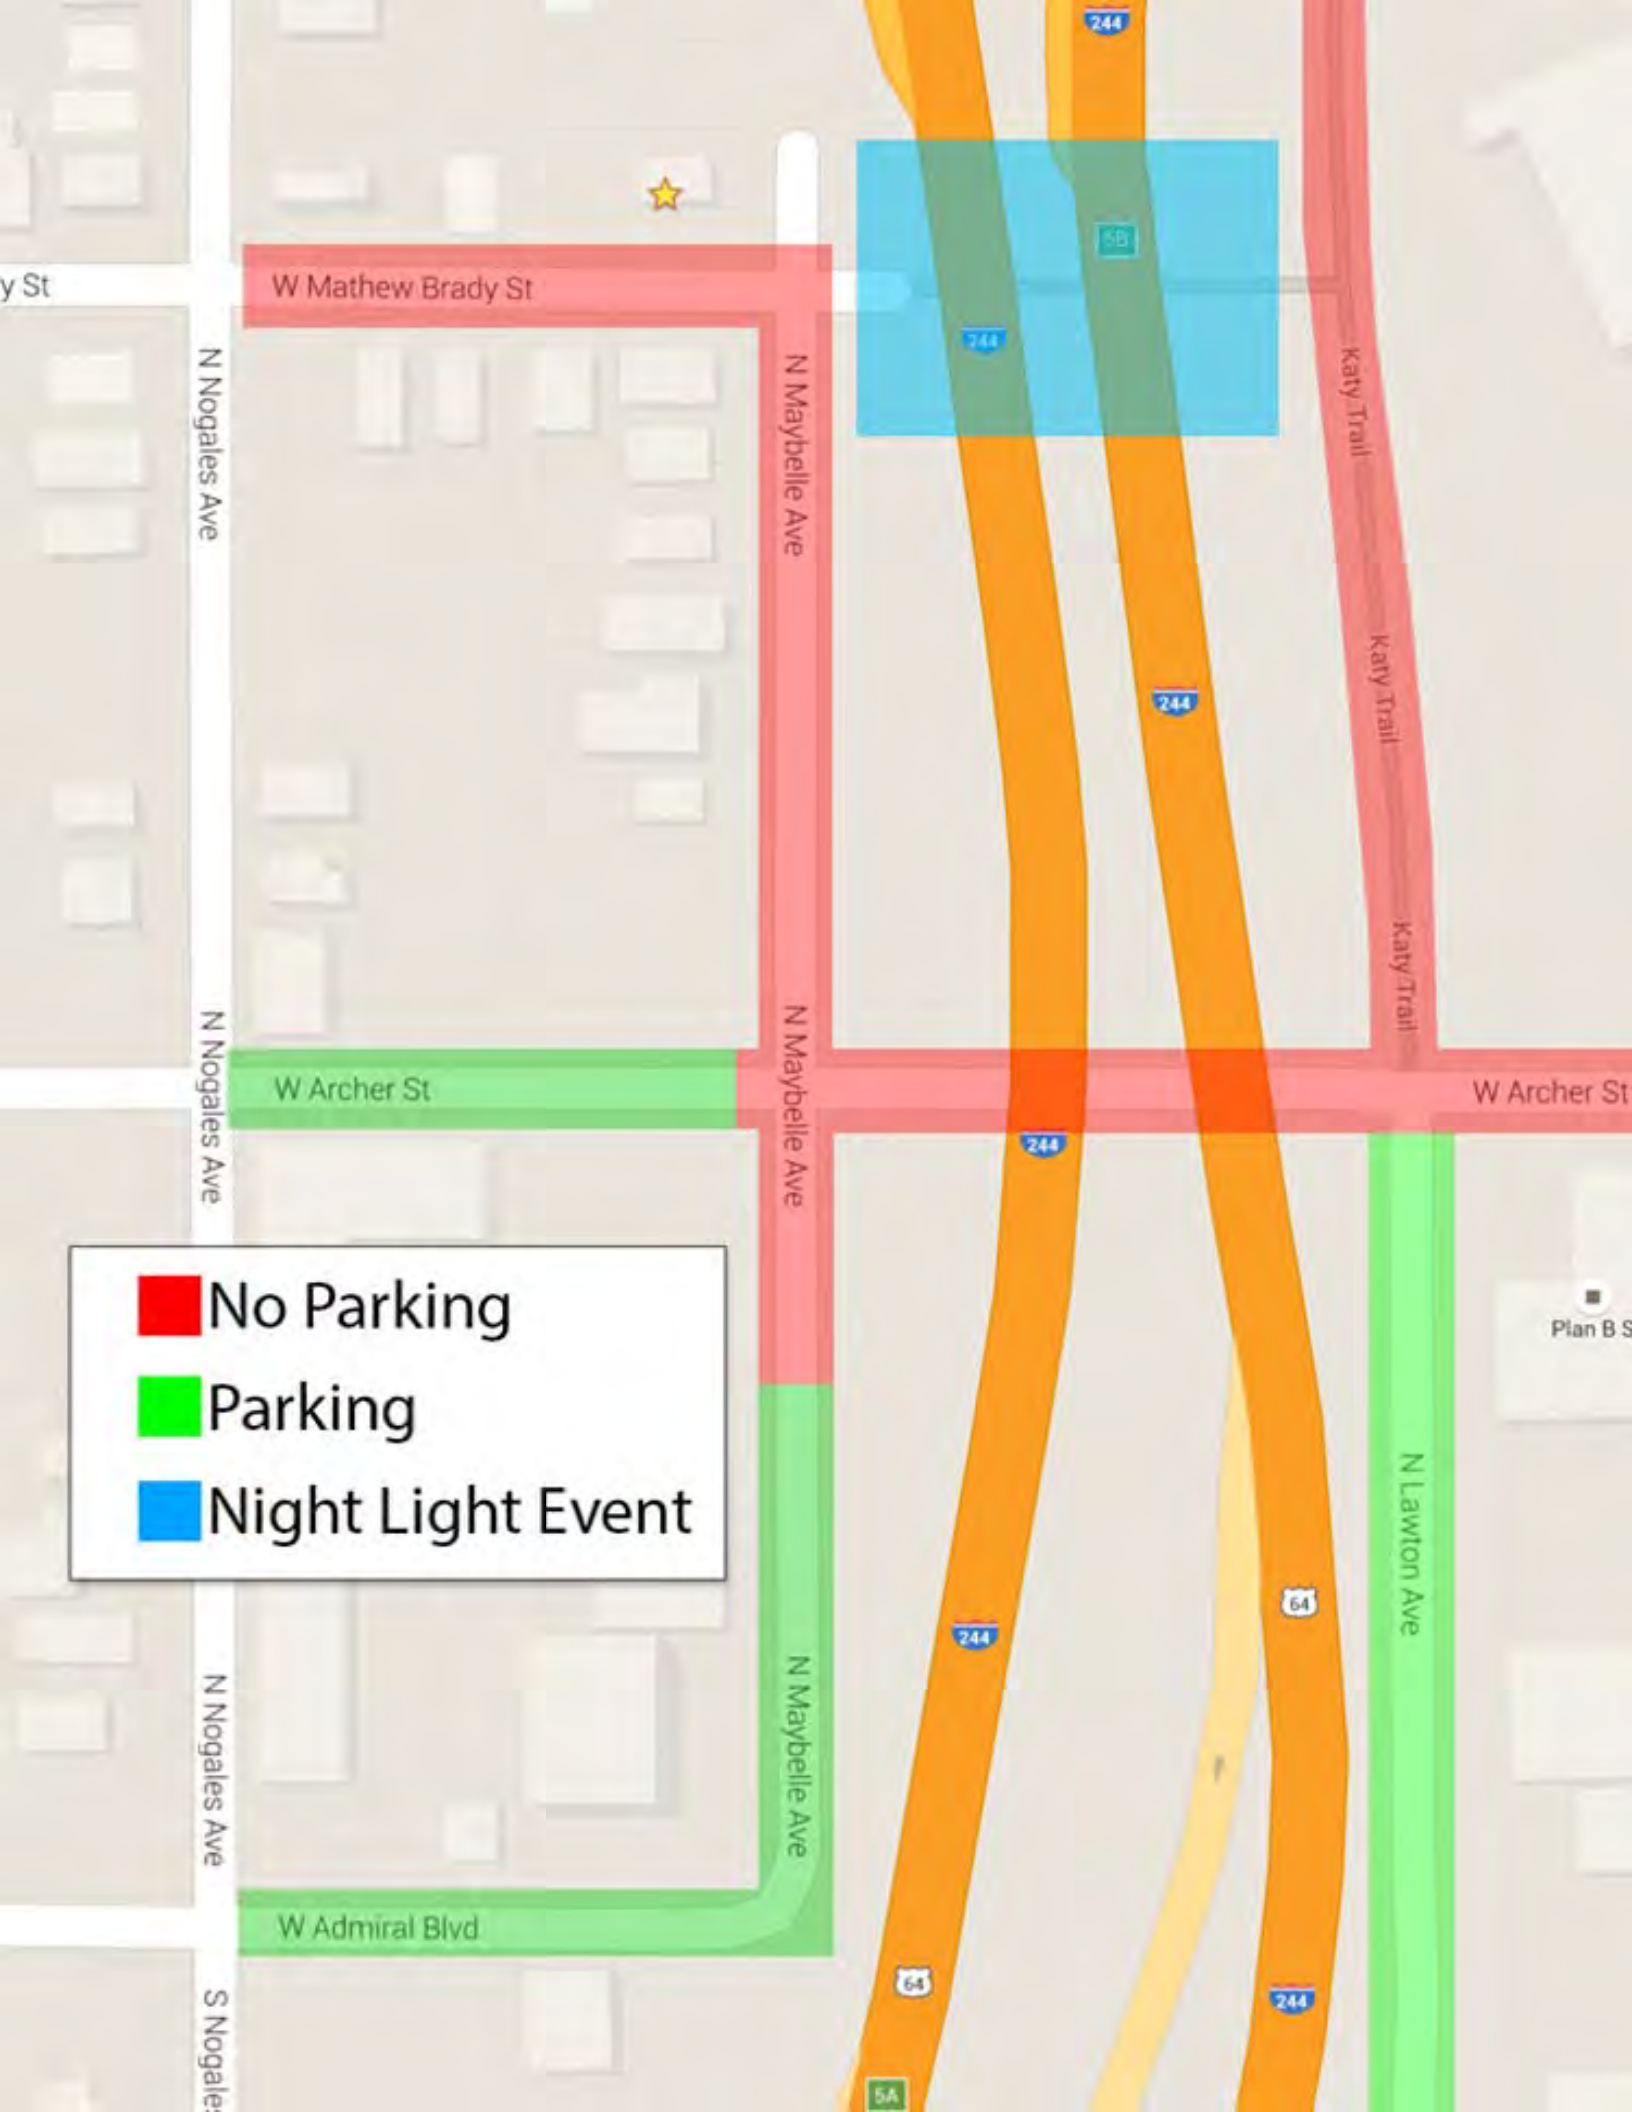 244
5B
y St
W Mathew Brady St
244
N Nogales Ave
N Maybelle Ave
Katy Trail
244
Katy Trail
Katy Trail
N Nogales Ave
N Maybelle Ave
W Archer St
W Archer St
244
No Parking
Parking
Night Light Event
Plan B S
N Lawton Ave
64
244
N Nogales Ave
N Maybelle Ave
W Admiral Blvd
64
244
S Nogales
5A